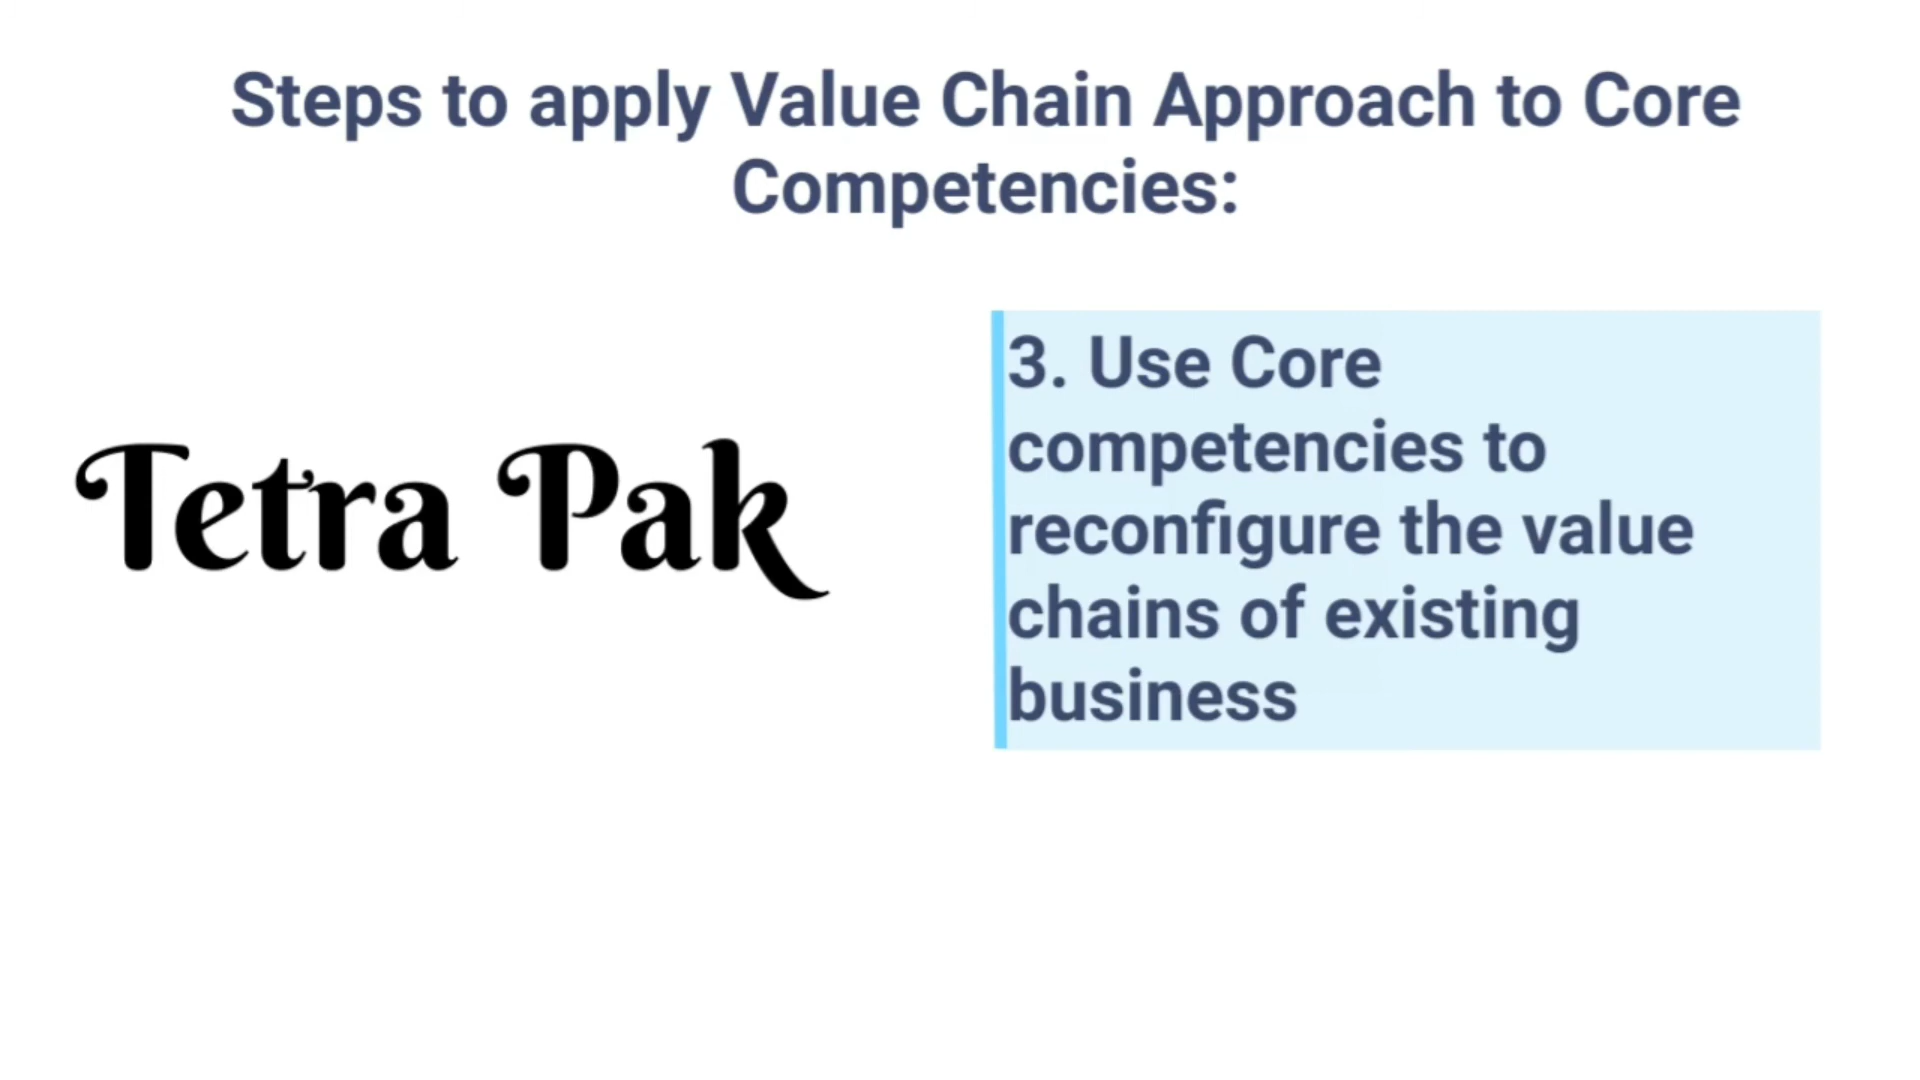 Steps to apply Value Chain Approach to Core
Competencies:
Tetra Pak
3. Use Core
competencies to
reconfigure the value
chains of existing
business